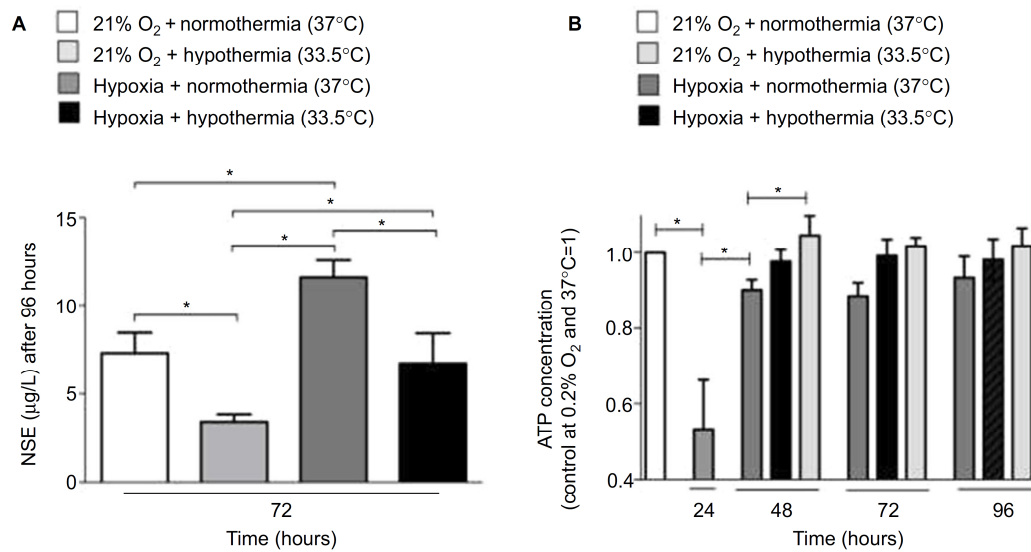 A
21% O₂ + normothermia (37°C)
21% O₂ + hypothermia (33.5°C)
Hypoxia + normothermia (37°C)
Hypoxia + hypothermia (33.5°C)
*
*
*
*
*
NSE (μg/L) after 96 hours
15
10
5
0
72
Time (hours)
B
21% O₂ + normothermia (37°C)
21% O₂ + hypothermia (33.5°C)
Hypoxia + normothermia (37°C)
Hypoxia + hypothermia (33.5°C)
*
*
*
ATP concentration
(control at 0.2% O₂ and 37°C=1)
1.0
0.8
0.6
0.4
24 48 72 96
Time (hours)